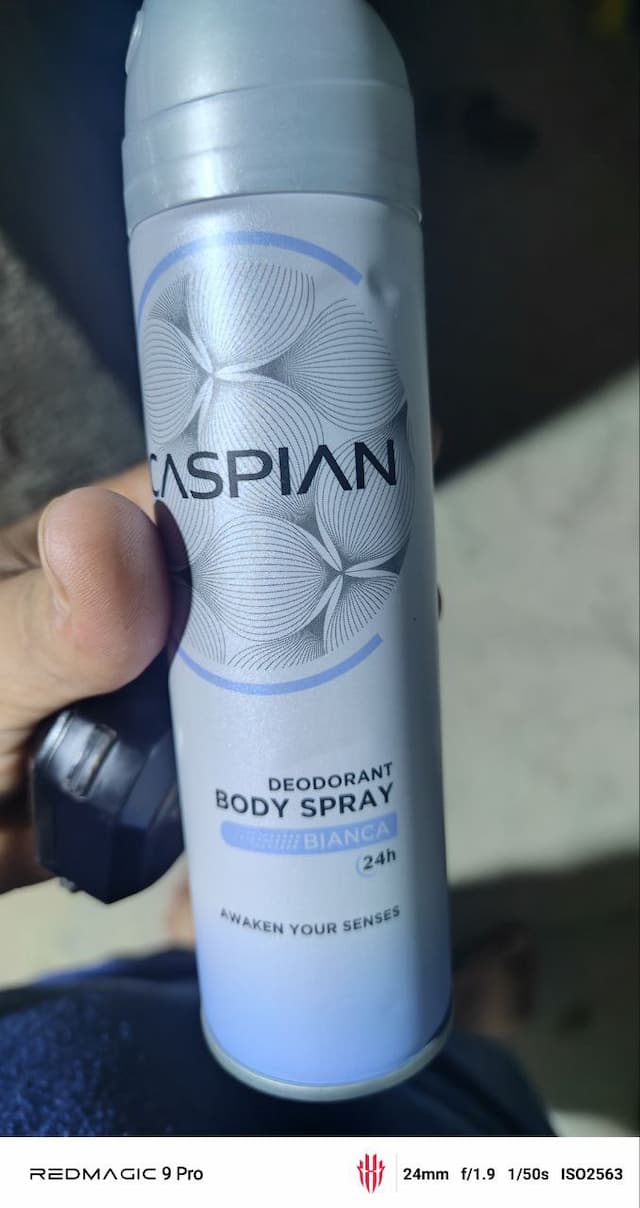 CASPIAN
DEODORANT
BODY SPRAY
BIANCA
24h
AWAKEN YOUR SENSES
REDMAGIC 9 Pro
24mm f/1.9 1/50s ISO2563